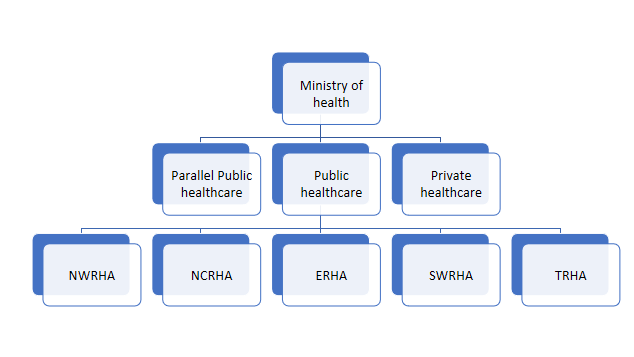 Ministry of
health
Parallel Public
healthcare
Public
healthcare
Private
healthcare
NWRHA
NCRHA
ERHA
SWRHA
TRHA